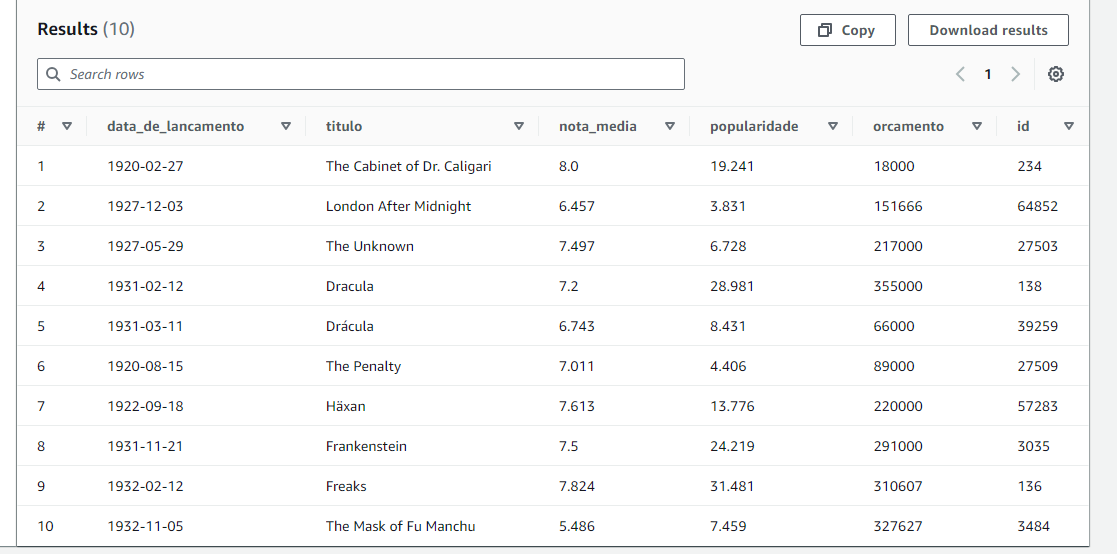 Results (10)
Copy
Download results
Search rows
1
# data_de_lancamento titulo nota_media popularidade orcamento id
1 1920-02-27 The Cabinet of Dr. Caligari 8.0 19.241 18000 234
2 1927-12-03 London After Midnight 6.457 3.831 151666 64852
3 1927-05-29 The Unknown 7.497 6.728 217000 27503
4 1931-02-12 Dracula 7.2 28.981 355000 138
5 1931-03-11 Drácula 6.743 8.431 66000 39259
6 1920-08-15 The Penalty 7.011 4.406 89000 27509
7 1922-09-18 Häxan 7.613 13.776 220000 57283
8 1931-11-21 Frankenstein 7.5 24.219 291000 3035
9 1932-02-12 Freaks 7.824 31.481 310607 136
10 1932-11-05 The Mask of Fu Manchu 5.486 7.459 327627 3484